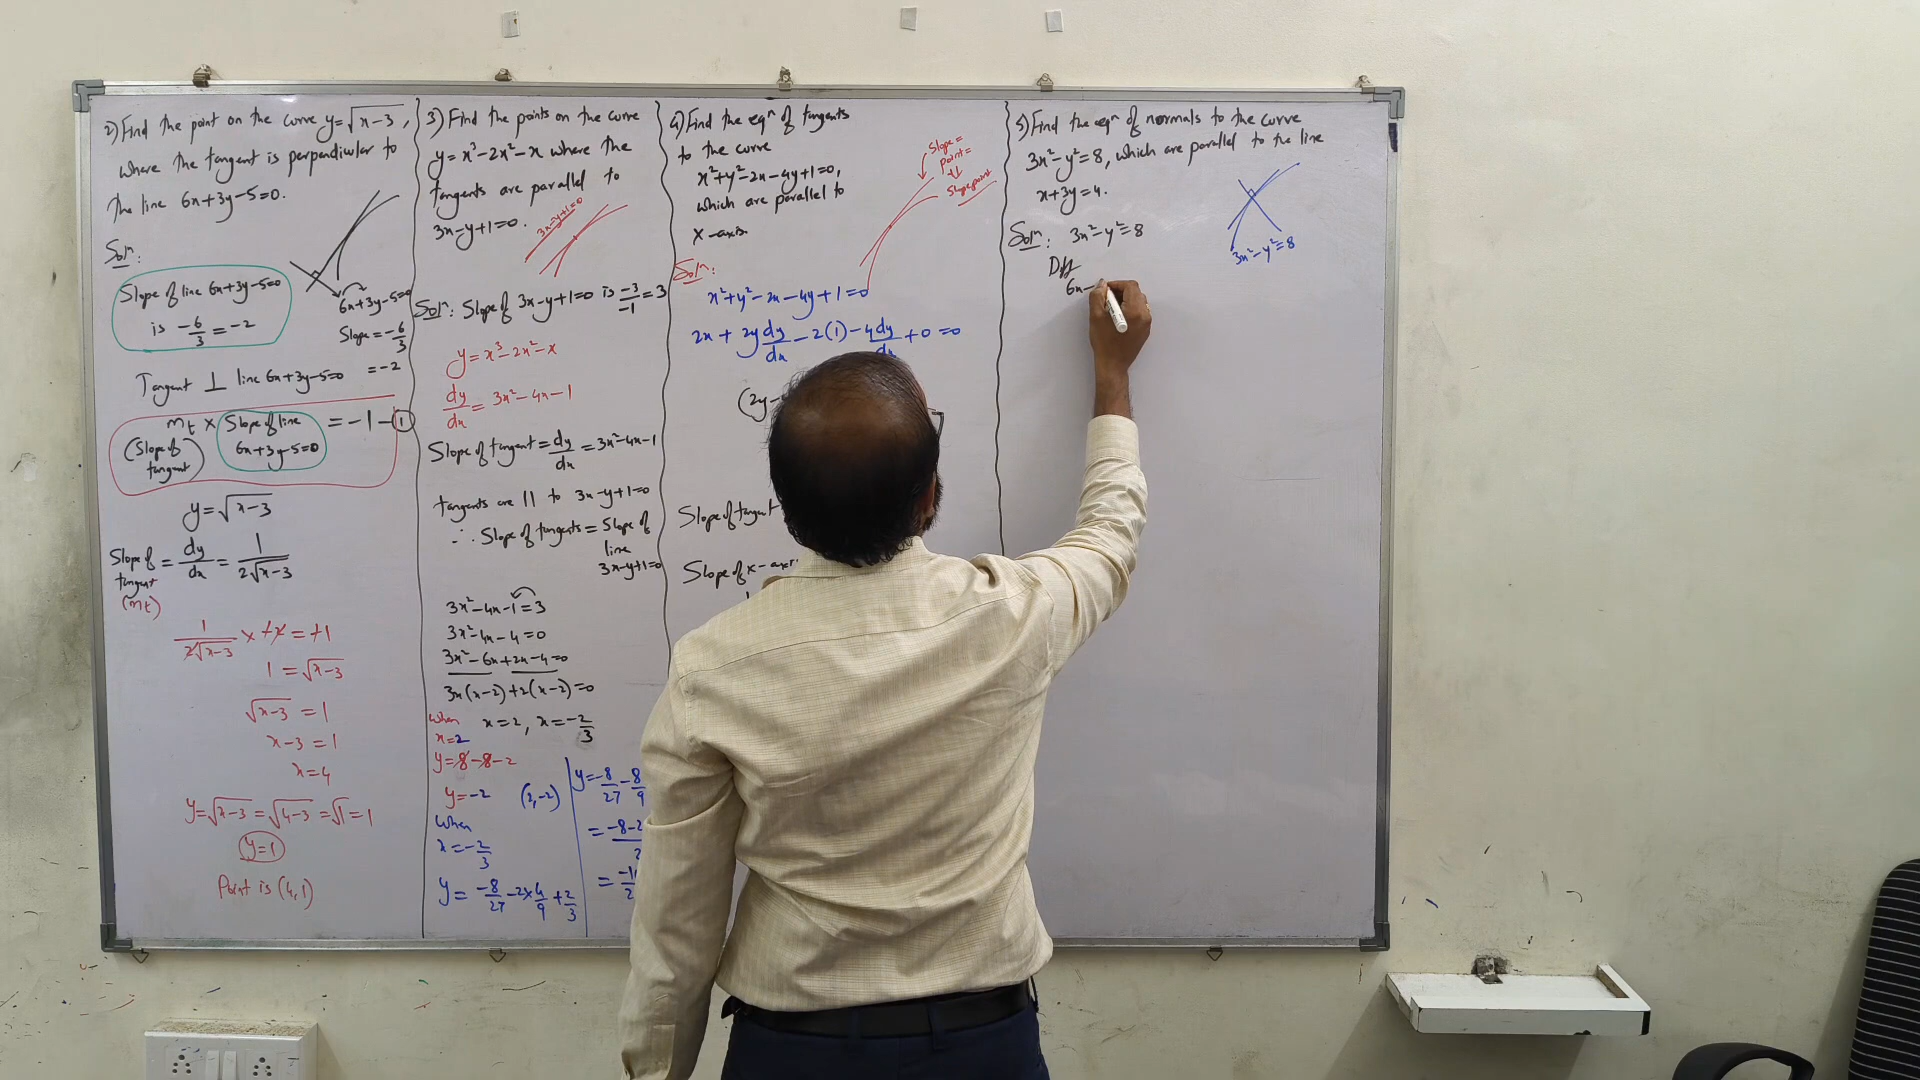 2) Find the point on the curve y=√x-3,
where the tangent is perpendicular to
the line 6x+3y-5=0.
Solⁿ:
Slope of line 6x+3y-5=0
is -6/3 = -2
6x+3y-5=0
Slope = -6/3
= -2
Tangent ⊥ line 6x+3y-5=0
mt × Slope of line 6x+3y-5=0 = -1 - 1
(Slope of tangent)
y=√x-3
Slope of tangent (mt) = dy/dx = 1/2√x-3
1/2√x-3 × +2 = +1
1 = √x-3
√x-3 = 1
x-3 = 1
x=4
y=√x-3 = √4-3 = √1 = 1
y=1
Point is (4,1)
3) Find the points on the curve
y=x³-2x²-x where the
tangents are parallel to
3x-y+1=0.
3x-y+1=0
Solⁿ: Slope of 3x-y+1=0 is -3/-1 = 3
y=x³-2x²-x
dy/dx = 3x²-4x-1
Slope of tangent = dy/dx = 3x²-4x-1
tangents are || to 3x-y+1=0
∴ Slope of tangents = Slope of
line
3x-y+1=0
3x²-4x-1=3
3x²-4x-4=0
3x²-6x+2x-4=0
3x(x-2)+2(x-2)=0
x=2, x=-2/3
When
x=2
y=8-8-2
y=-2 (2,-2)
When
x=-2/3
y= -8/27 -2×4/9 +2/3
y=-8/27 -8/9
4) Find the eqⁿ of tangents
to the curve
x²+y²-2x-4y+1=0,
which are parallel to
X-axis.
Slope=
point=
↓↓
Slope point
Solⁿ:
x²+y²-2x-4y+1=0
2x + 2y dy/dx -2(1) -4 dy/dx +0 =0
(2y-
Slope of tangent
Slope of x-axis
5) Find the eqⁿ of normals to the curve
3x²-y²=8, which are parallel to the line
x+3y=4.
3x²-y²=8
Solⁿ: 3x²-y²=8
Diff
6x-